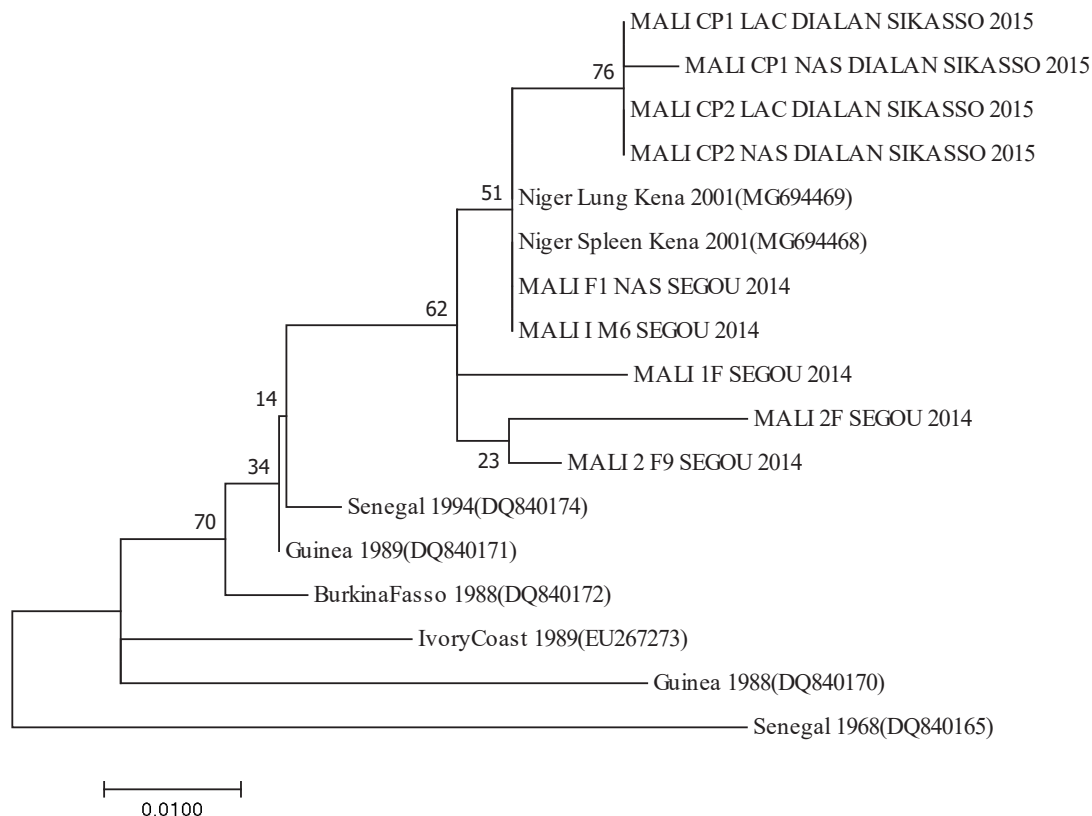 MALI CP1 LAC DIALAN SIKASSO 2015
76
MALI CP1 NAS DIALAN SIKASSO 2015
MALI CP2 LAC DIALAN SIKASSO 2015
MALI CP2 NAS DIALAN SIKASSO 2015
51
Niger Lung Kena 2001(MG694469)
Niger Spleen Kena 2001(MG694468)
MALI F1 NAS SEGOU 2014
62
MALI I M6 SEGOU 2014
MALI 1F SEGOU 2014
14
MALI 2F SEGOU 2014
23
MALI 2 F9 SEGOU 2014
34
Senegal 1994(DQ840174)
70
Guinea 1989(DQ840171)
BurkinaFasso 1988(DQ840172)
IvoryCoast 1989(EU267273)
Guinea 1988(DQ840170)
Senegal 1968(DQ840165)
0.0100